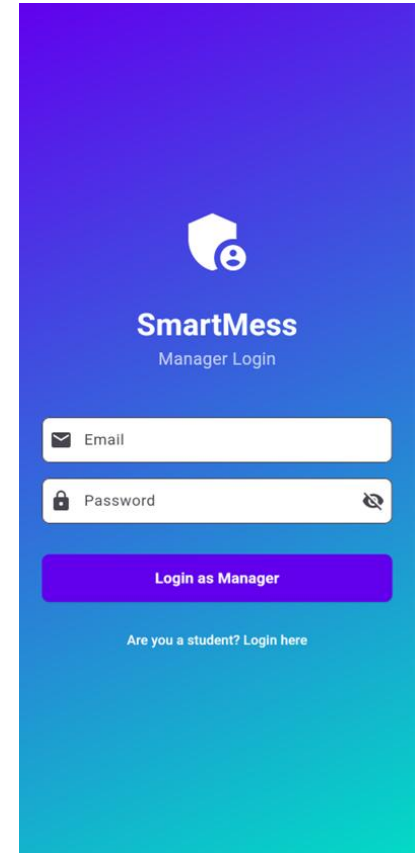 SmartMess
Manager Login
Email
Password
Login as Manager
Are you a student? Login here